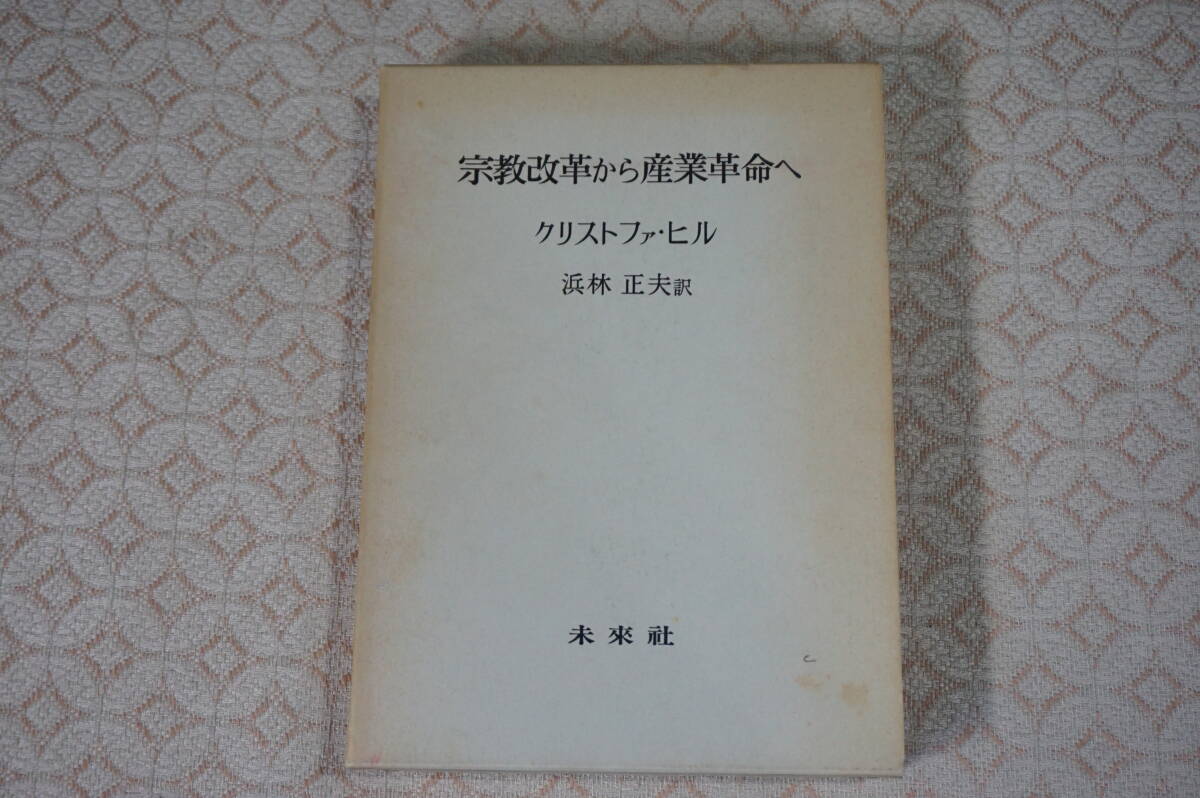 宗教改革から産業革命へ
クリストファ・ヒル
浜林 正夫訳
未來社